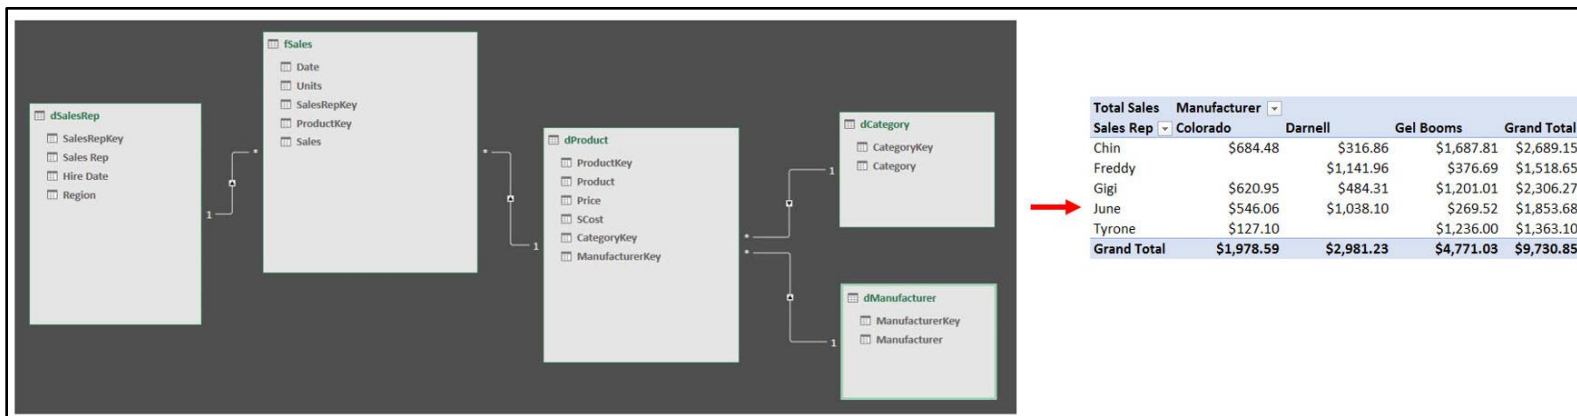 dSalesRep
SalesRepKey
Sales Rep
Hire Date
Region
1
fSales
Date
Units
SalesRepKey
ProductKey
Sales
*
*
dProduct
ProductKey
Product
Price
SCost
CategoryKey
ManufacturerKey
1
*
*
dCategory
CategoryKey
Category
1
dManufacturer
ManufacturerKey
Manufacturer
1
Total Sales Manufacturer
Sales Rep Colorado Darnell Gel Booms Grand Total
Chin $684.48 $316.86 $1,687.81 $2,689.15
Freddy $1,141.96 $376.69 $1,518.65
Gigi $620.95 $484.31 $1,201.01 $2,306.27
June $546.06 $1,038.10 $269.52 $1,853.68
Tyrone $127.10 $1,236.00 $1,363.10
Grand Total $1,978.59 $2,981.23 $4,771.03 $9,730.85